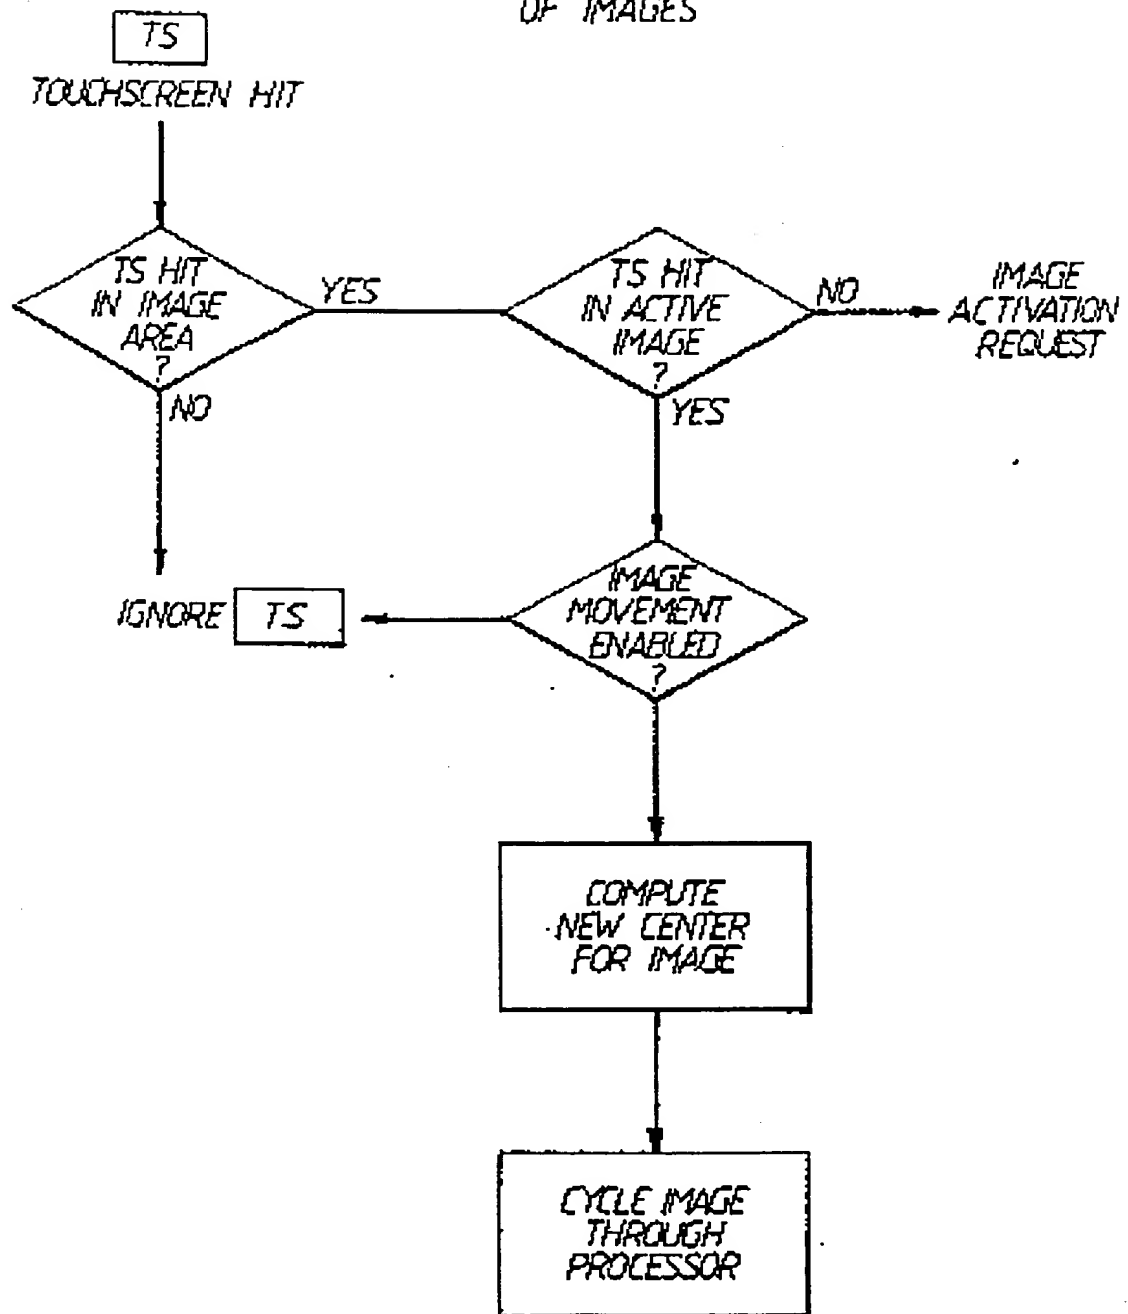 OF IMAGES
TS
TOUCHSCREEN HIT
TS HIT
IN IMAGE
AREA
?
YES
NO
TS HIT
IN ACTIVE
IMAGE
?
NO
IMAGE
ACTIVATION
REQUEST
YES
IGNORE TS
IMAGE
MOVEMENT
ENABLED
?
COMPUTE
NEW CENTER
FOR IMAGE
CYCLE IMAGE
THROUGH
PROCESSOR